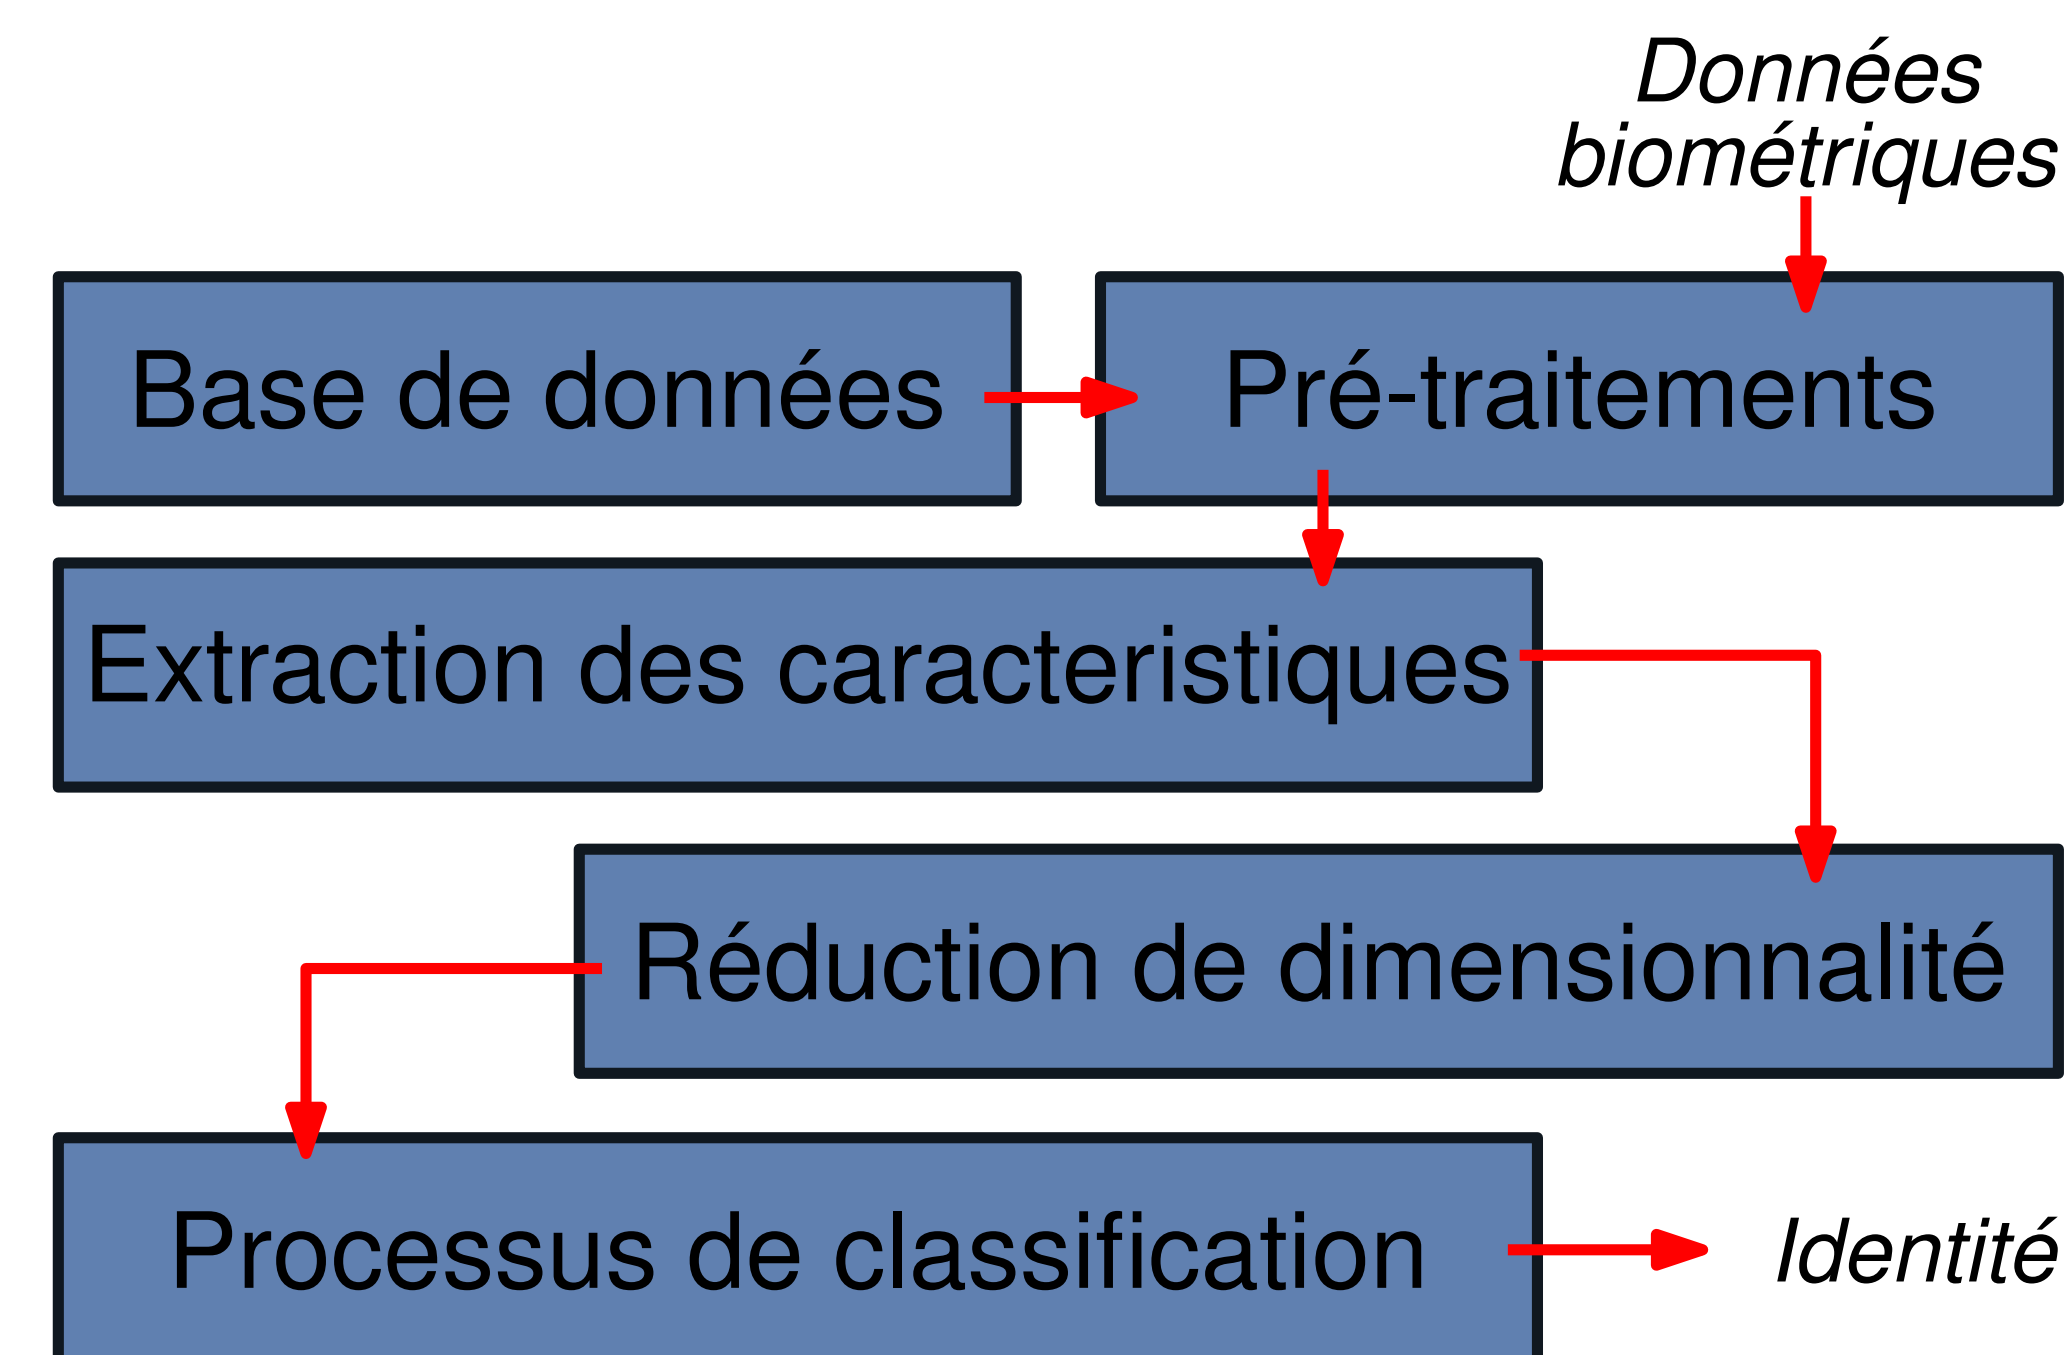 Données
biométriques
Base de données
Pré-traitements
Extraction des caracteristiques
Réduction de dimensionnalité
Processus de classification
Identité